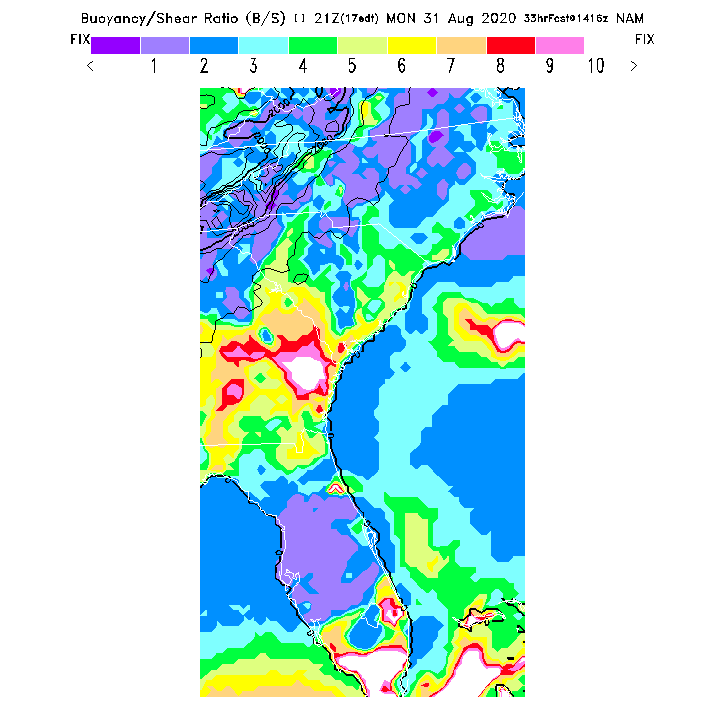 Buoyancy/Shear Ratio (B/S) [] 21Z(17edt) MON 31 Aug 2020 33hrFcst@1416z NAM
FIX FIX
< 1 2 3 4 5 6 7 8 9 10 >
2000